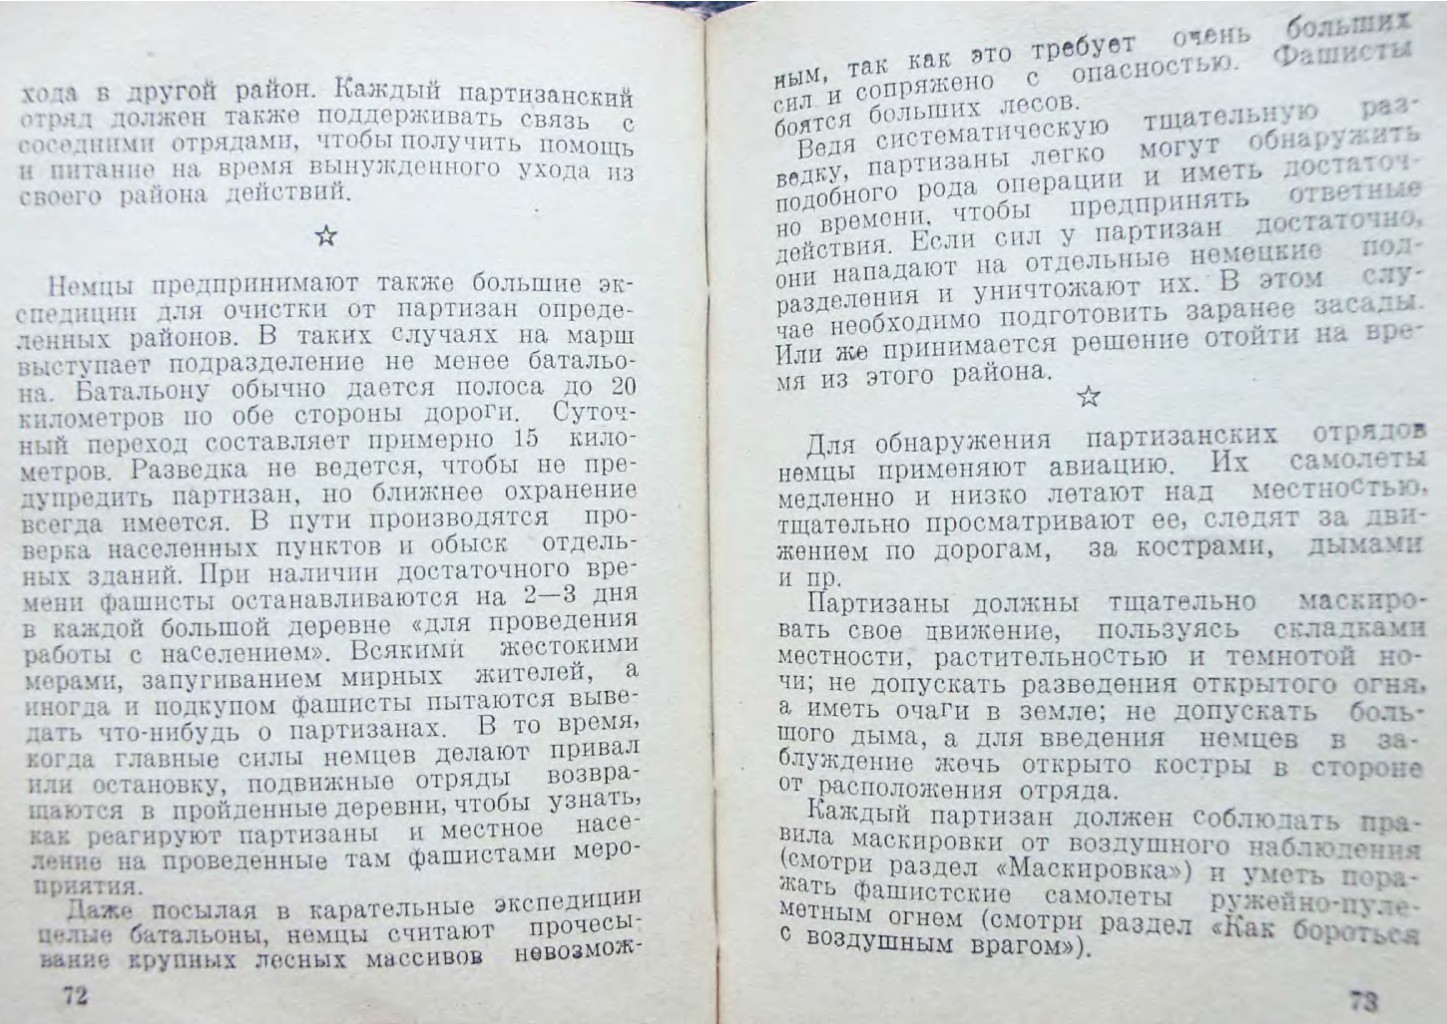 хода в другой район. Каждый партизанский
отряд должен также поддерживать связь с
соседними отрядами, чтобы получить помощь
и питание на время вынужденного ухода из
своего района действий.
☆
Немцы предпринимают также большие эк-
спедиции для очистки от партизан опреде-
ленных районов. В таких случаях на марш
выступает подразделение не менее батальо-
на. Батальону обычно дается полоса до 20
километров по обе стороны дороги. Суточ-
ный переход составляет примерно 15 кило-
метров. Разведка не ведется, чтобы не пре-
дупредить партизан, но ближнее охранение
всегда имеется. В пути производятся про-
верка населенных пунктов и обыск отдель-
ных зданий. При наличии достаточного вре-
мени фашисты останавливаются на 2—3 дня
в каждой большой деревне «для проведения
работы с населением». Всякими жестокими
мерами, запугиванием мирных жителей, а
иногда и подкупом фашисты пытаются выве-
дать что-нибудь о партизанах. В то время,
когда главные силы немцев делают привал
или остановку, подвижные отряды возвра-
щаются в пройденные деревни, чтобы узнать,
как реагируют партизаны и местное насе-
ление на проведенные там фашистами меро-
приятия.
Даже посылая в карательные экспедиции
целые батальоны, немцы считают прочесы-
вание крупных лесных массивов невозмож-
72
ным, так как это требует очень больших
сил и сопряжено с опасностью. Фашисты
боятся больших лесов.
Ведя систематическую тщательную раз-
ведку, партизаны легко могут обнаружить
подобного рода операции и иметь достаточ-
но времени, чтобы предпринять ответные
действия. Если сил у партизан достаточно,
они нападают на отдельные немецкие под-
разделения и уничтожают их. В этом слу-
чае необходимо подготовить заранее засады.
Или же принимается решение отойти на вре-
мя из этого района.
☆
Для обнаружения партизанских отрядов
немцы применяют авиацию. Их самолеты
медленно и низко летают над местностью,
тщательно просматривают ее, следят за дви-
жением по дорогам, за кострами, дымами
и пр.
Партизаны должны тщательно маскиро-
вать свое движение, пользуясь складками
местности, растительностью и темнотой но-
чи; не допускать разведения открытого огня,
а иметь очаги в земле; не допускать боль-
шого дыма, а для введения немцев в за-
блуждение жечь открыто костры в стороне
от расположения отряда.
Каждый партизан должен соблюдать пра-
вила маскировки от воздушного наблюдения
(смотри раздел «Маскировка») и уметь пора-
жать фашистские самолеты ружейно-пуле-
метным огнем (смотри раздел «Как бороться
с воздушным врагом»).
73